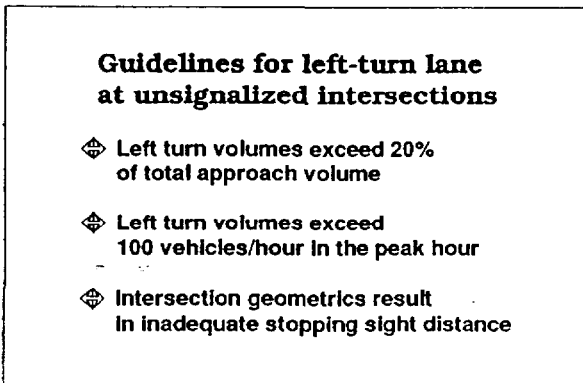 Guidelines for left-turn lane
at unsignalized intersections
Left turn volumes exceed 20%
of total approach volume
Left turn volumes exceed
100 vehicles/hour in the peak hour
Intersection geometrics result
in inadequate stopping sight distance